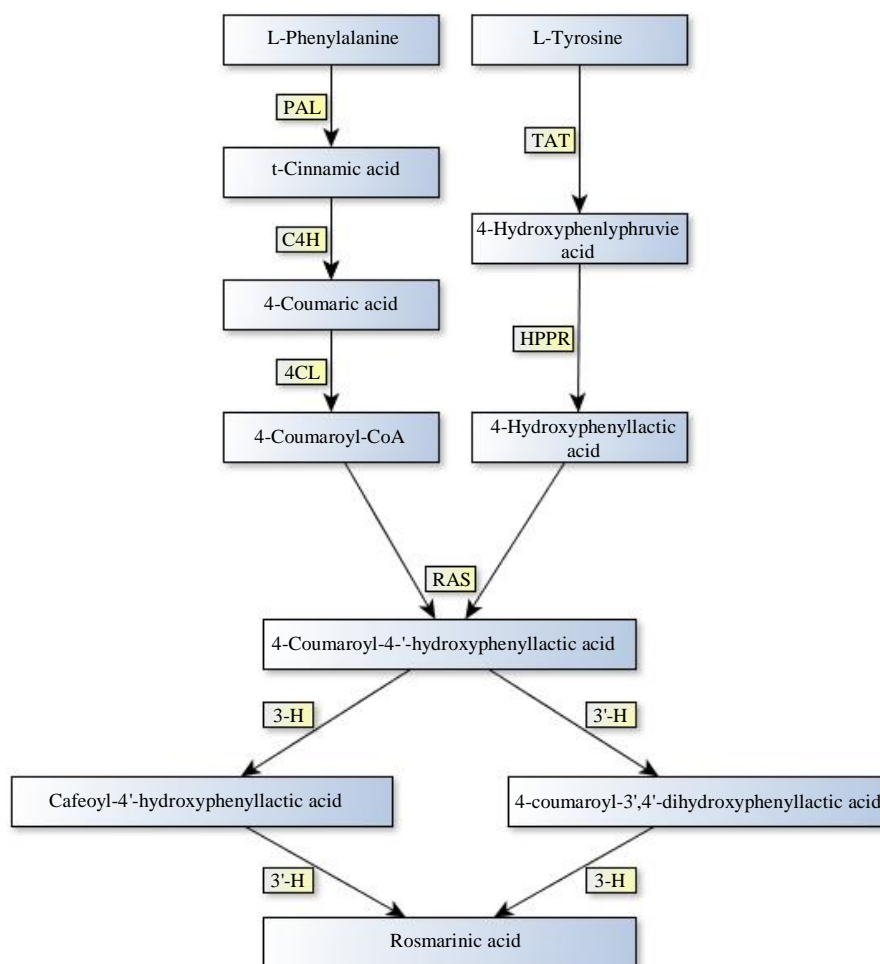 L-Phenylalanine
L-Tyrosine
PAL
TAT
t-Cinnamic acid
4-Hydroxyphenlyphruvie
acid
C4H
4-Coumaric acid
HPPR
4CL
4-Coumaroyl-CoA
4-Hydroxyphenyllactic
acid
RAS
4-Coumaroyl-4-'-hydroxyphenyllactic acid
3-H
3'-H
Cafeoyl-4'-hydroxyphenyllactic acid
4-coumaroyl-3',4'-dihydroxyphenyllactic acid
3'-H
3-H
Rosmarinic acid